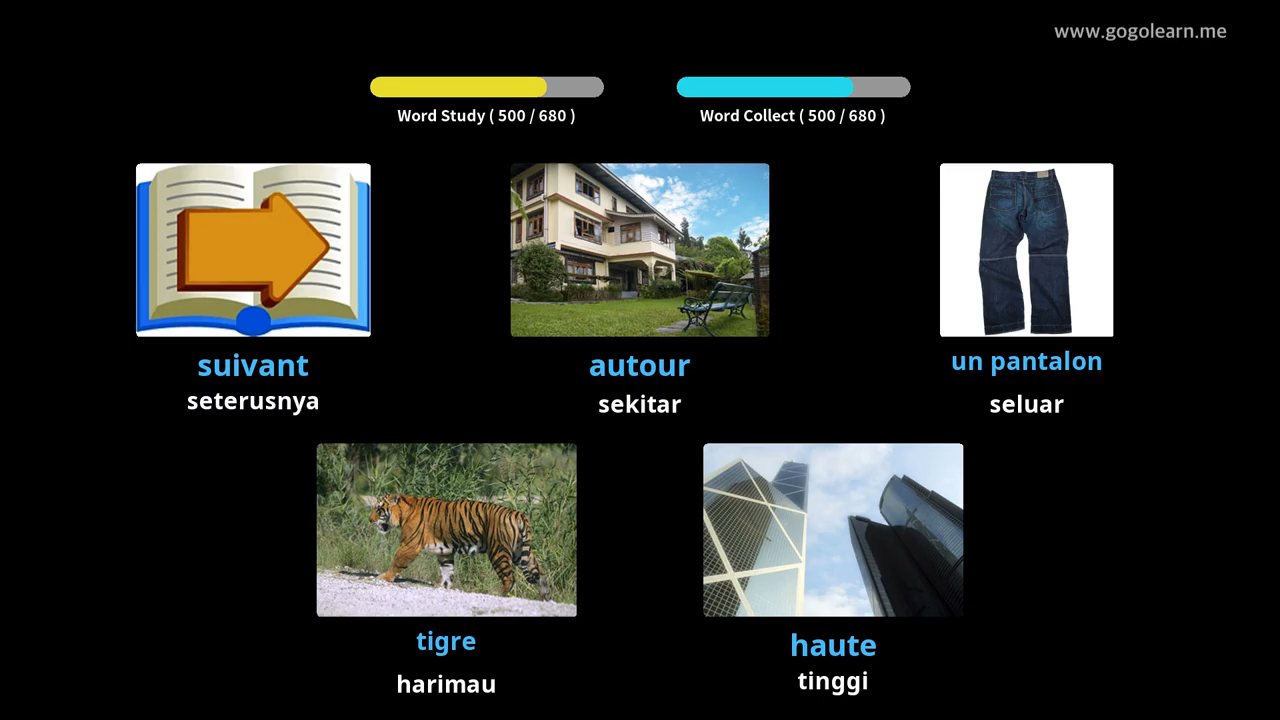 www.gogolearn.me
Word Study ( 500 / 680 )
Word Collect ( 500 / 680 )
suivant
seterusnya
autour
sekitar
un pantalon
seluar
tigre
harimau
haute
tinggi